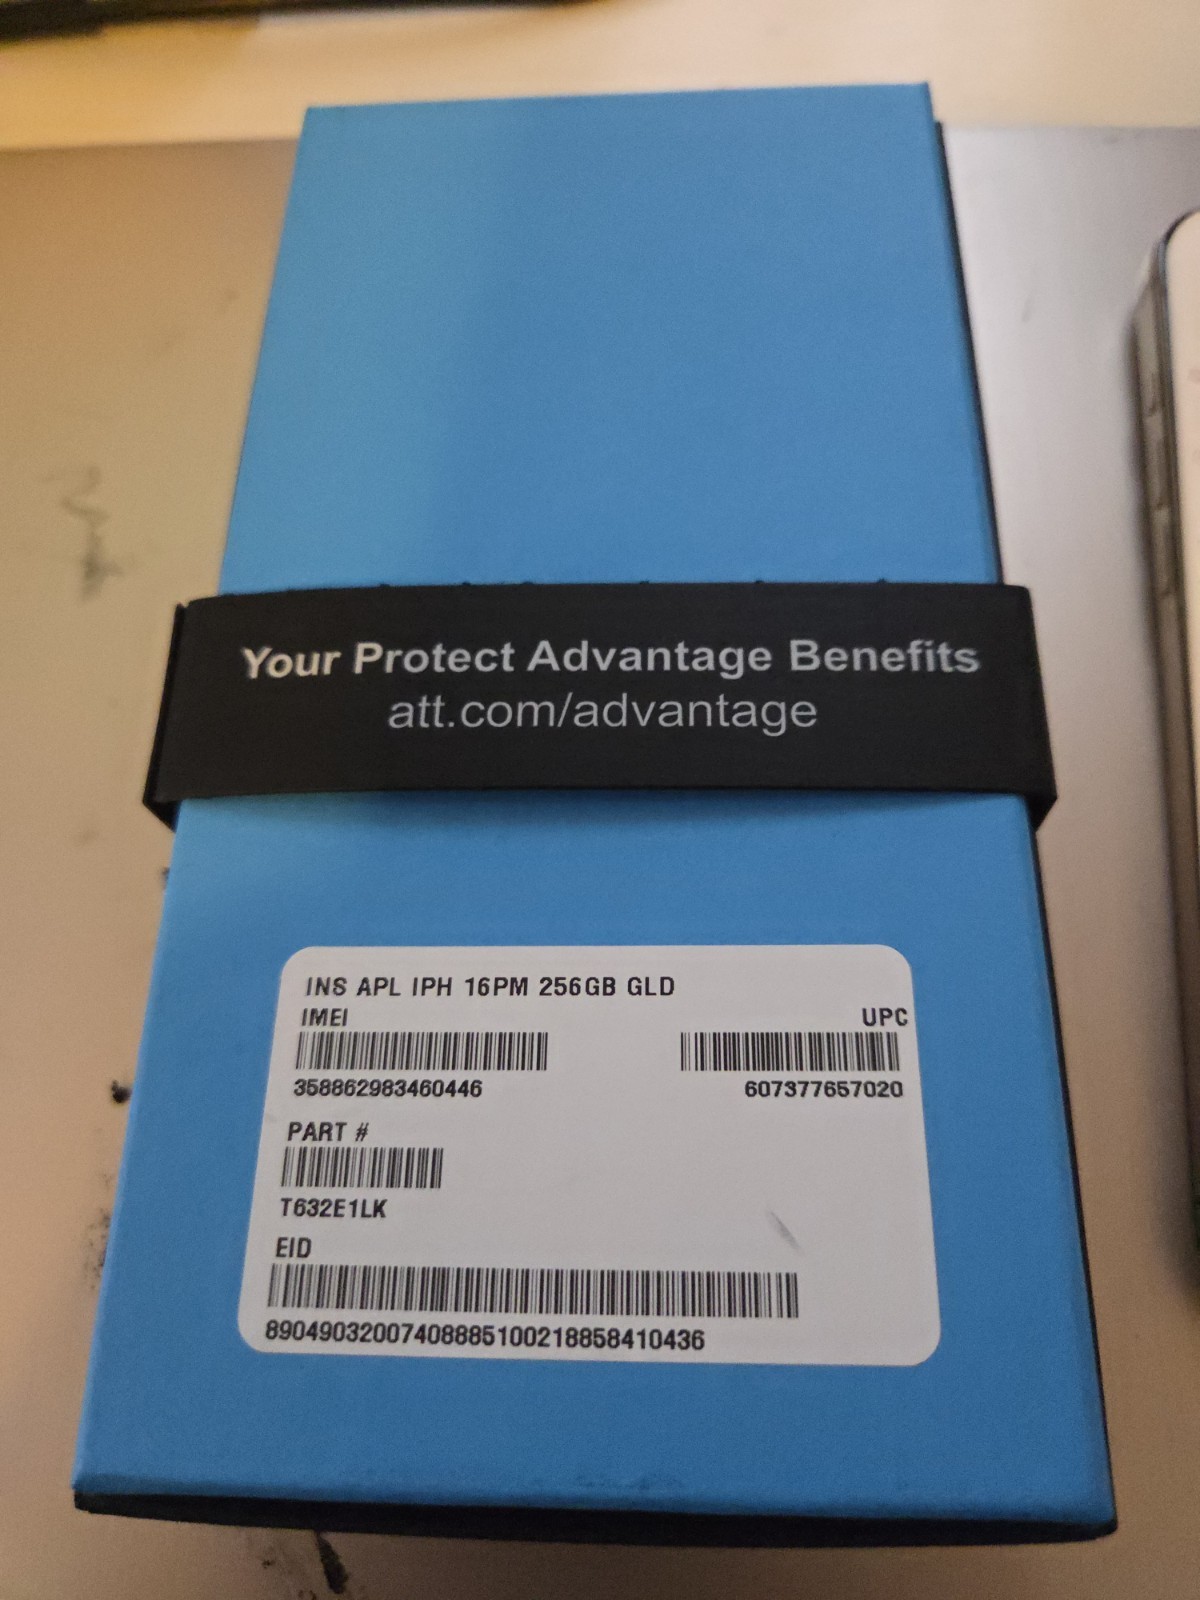 Your Protect Advantage Benefits
att.com/advantage
INS APL IPH 16PM 256GB GLD
IMEI
UPC
358862983460446
607377657020
PART #
T632E1LK
EID
89049032007408885100218858410436